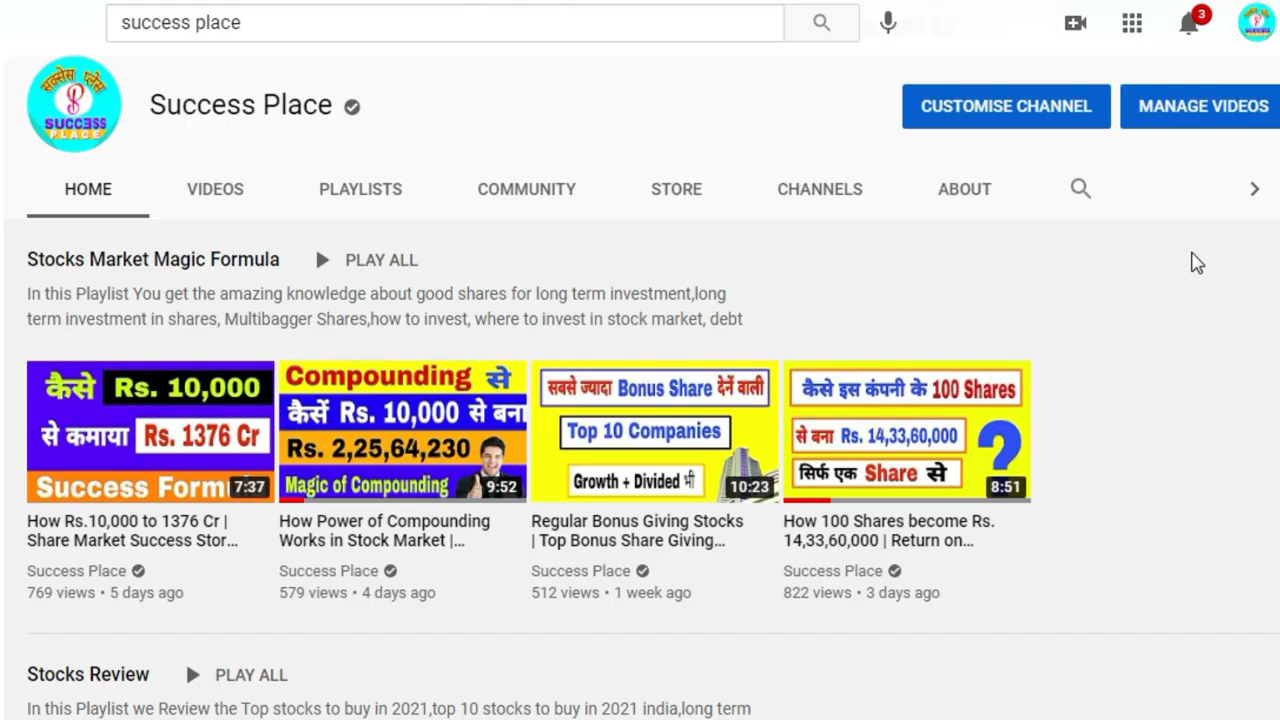 success place
3
सक्सेस प्लेस
SUCCESS
PLACE
Success Place
CUSTOMISE CHANNEL
MANAGE VIDEOS
HOME
VIDEOS
PLAYLISTS
COMMUNITY
STORE
CHANNELS
ABOUT
Stocks Market Magic Formula
PLAY ALL
In this Playlist You get the amazing knowledge about good shares for long term investment,long
term investment in shares, Multibagger Shares,how to invest, where to invest in stock market, debt
कैसे Rs. 10,000
से कमाया Rs. 1376 Cr
Success Form
7:37
Compounding से
कैसें Rs. 10,000 से बना
Rs. 2,25,64,230
Magic of Compounding
9:52
सबसे ज्यादा Bonus Share देनें वाली
Top 10 Companies
Growth + Divided भी
10:23
कैसे इस कंपनी के 100 Shares
से बना Rs. 14,33,60,000
सिर्फ एक Share से
?
8:51
How Rs.10,000 to 1376 Cr |
Share Market Success Stor...
Success Place
769 views • 5 days ago
How Power of Compounding
Works in Stock Market |...
Success Place
579 views • 4 days ago
Regular Bonus Giving Stocks
| Top Bonus Share Giving...
Success Place
512 views • 1 week ago
How 100 Shares become Rs.
14,33,60,000 | Return on...
Success Place
822 views • 3 days ago
Stocks Review
PLAY ALL
In this Playlist we Review the Top stocks to buy in 2021,top 10 stocks to buy in 2021 india,long term